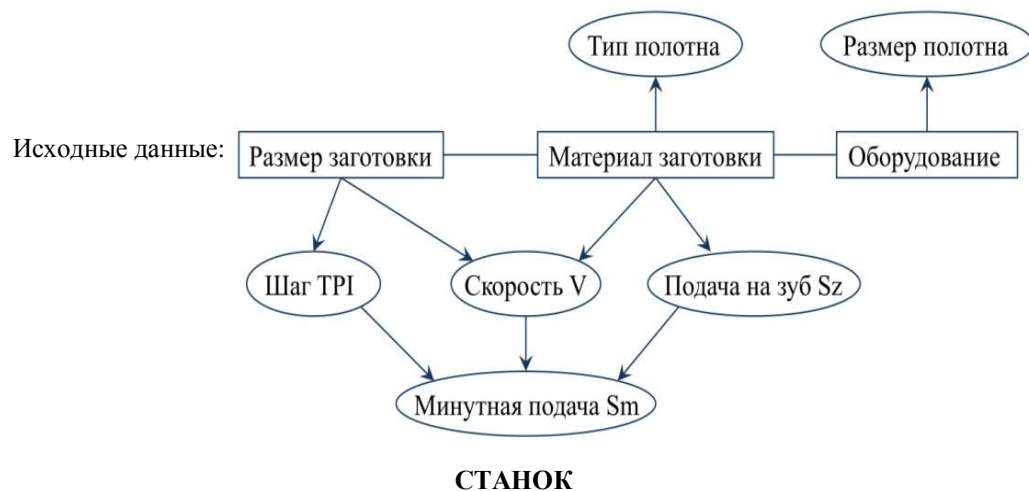 Тип полотна
Размер полотна
Исходные данные:
Размер заготовки
Материал заготовки
Оборудование
Шаг TPI
Скорость V
Подача на зуб Sz
Минутная подача Sm
СТАНОК